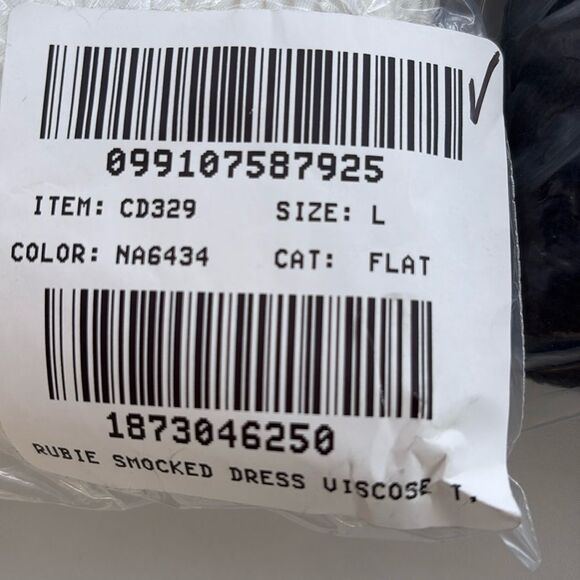 099107587925
ITEM: CD329 SIZE: L
COLOR: NA6434 CAT: FLAT
1873046250
RUBIE SMOCKED DRESS VISCOSE T,